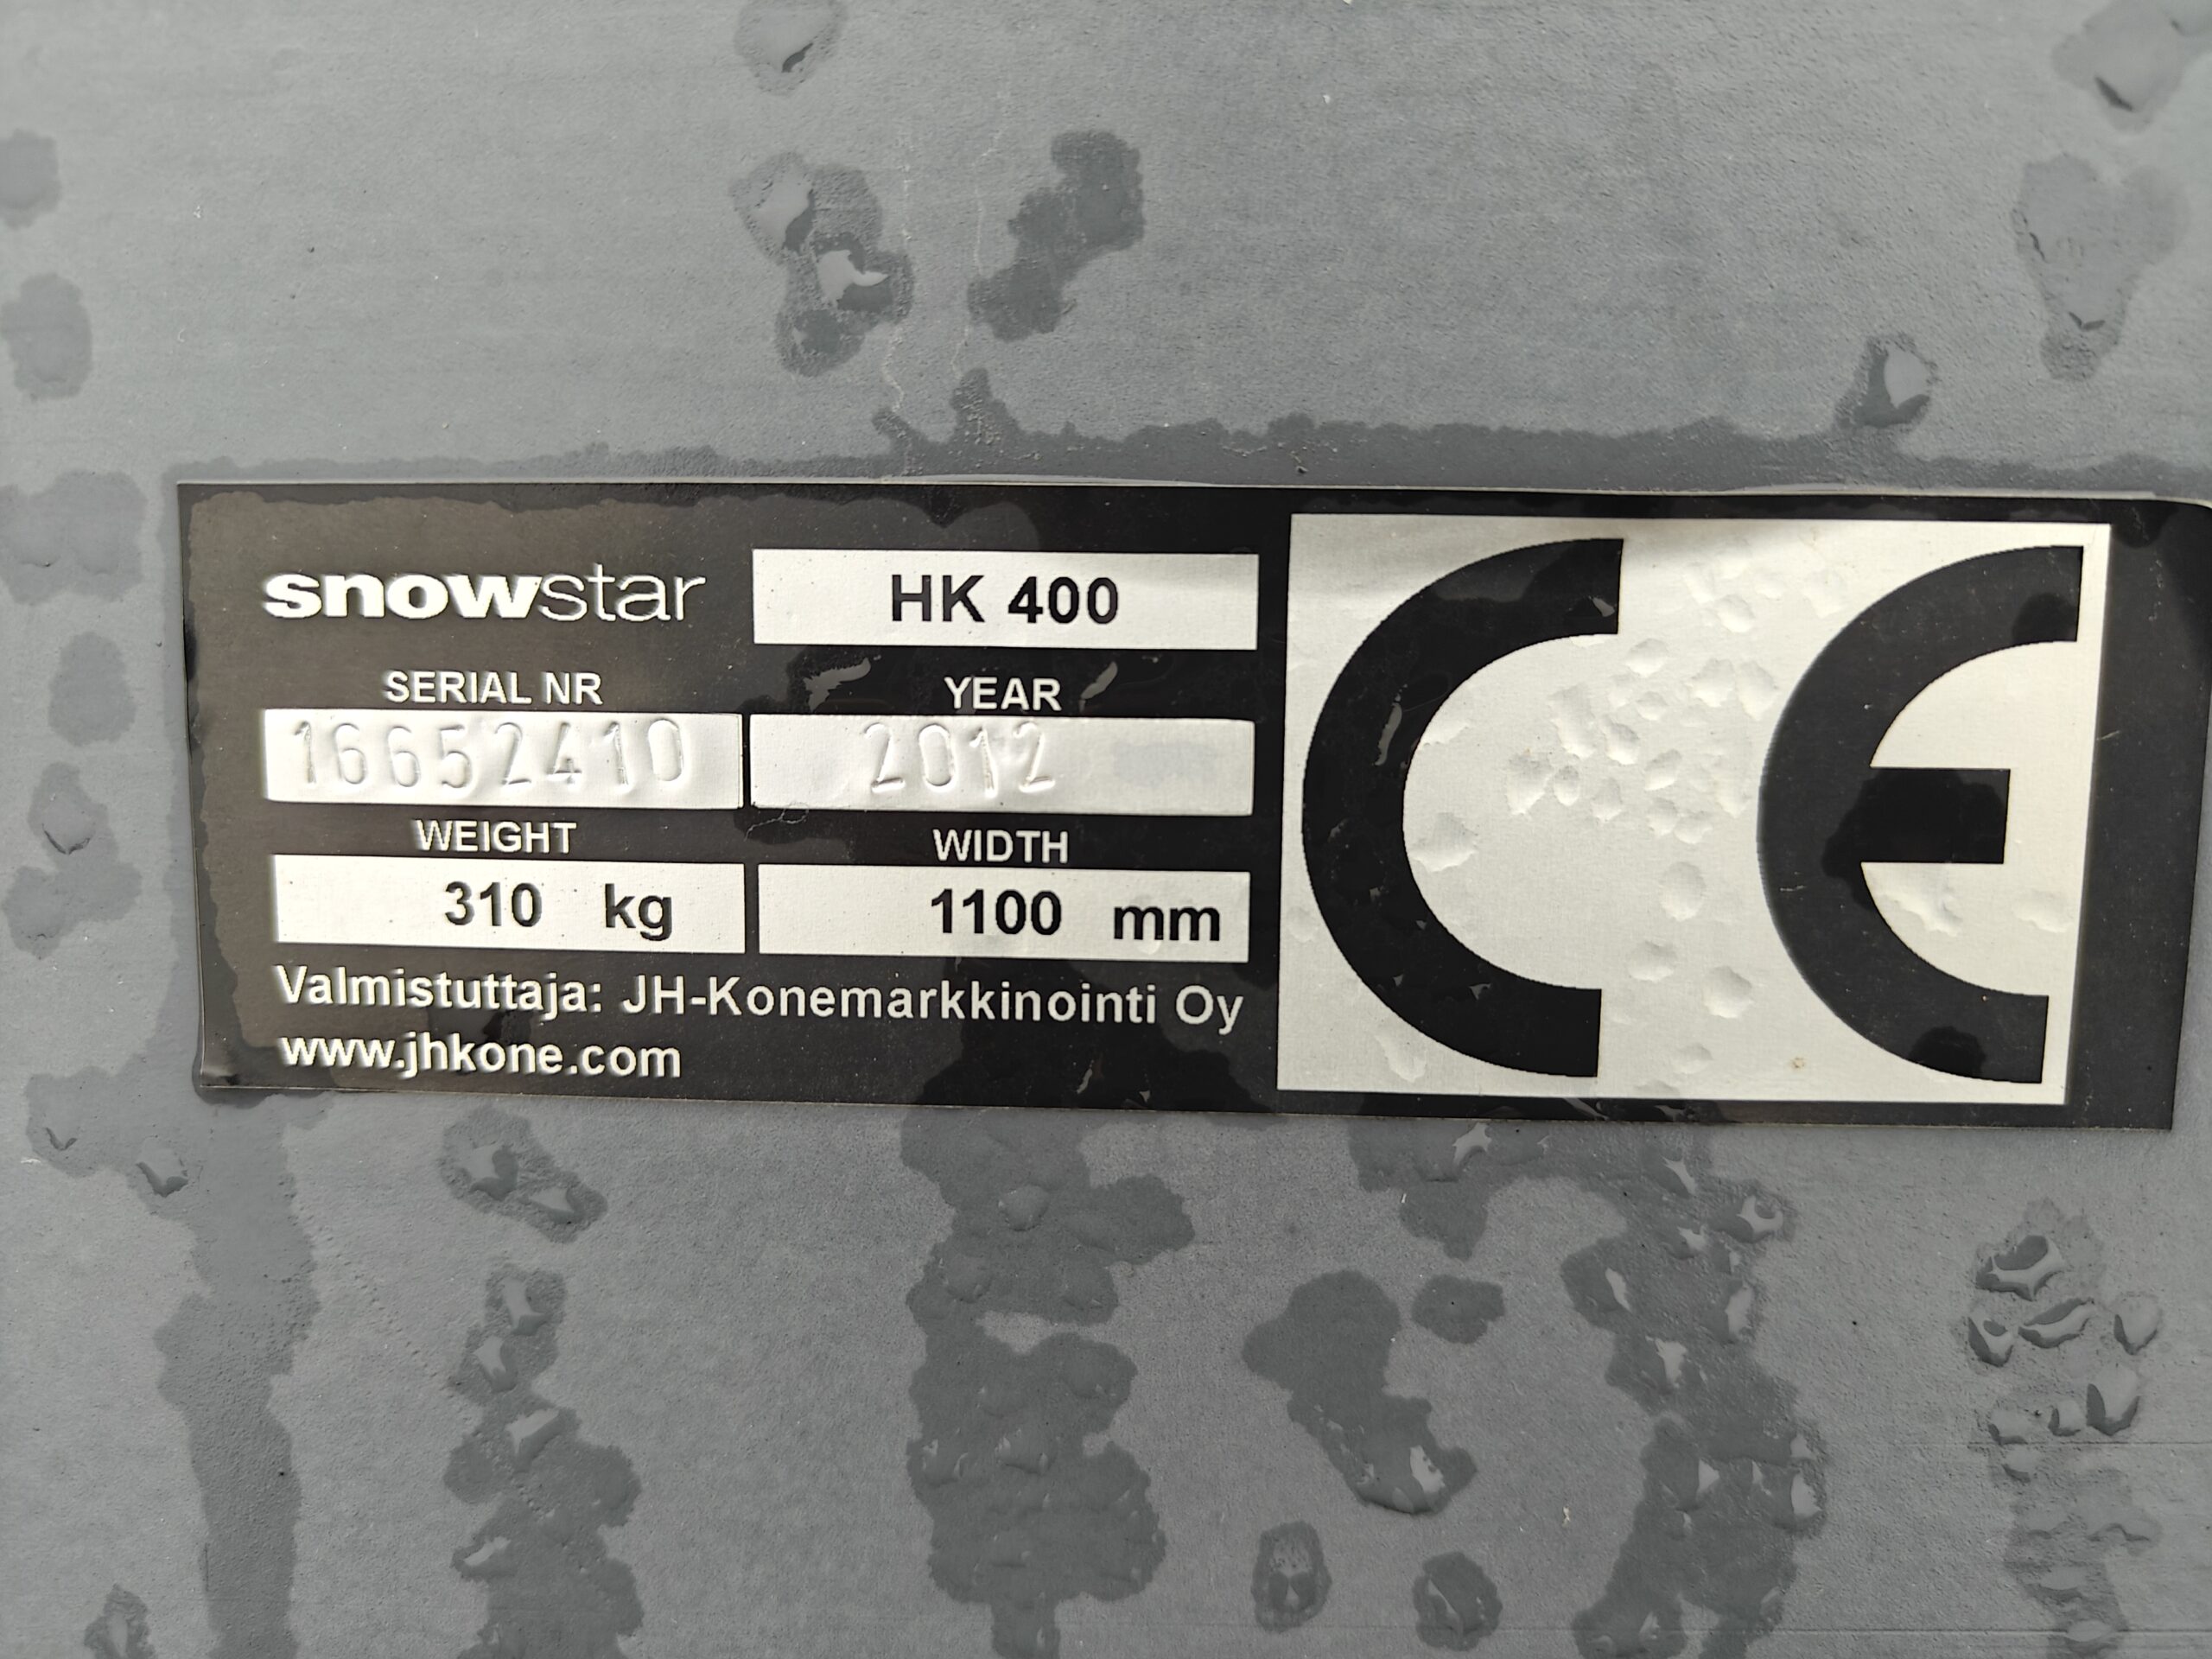 snowstar HK 400
SERIAL NR YEAR
16652410 2012
WEIGHT WIDTH
310 kg 1100 mm
Valmistuttaja: JH-Konemarkkinointi Oy
www.jhkone.com
CE